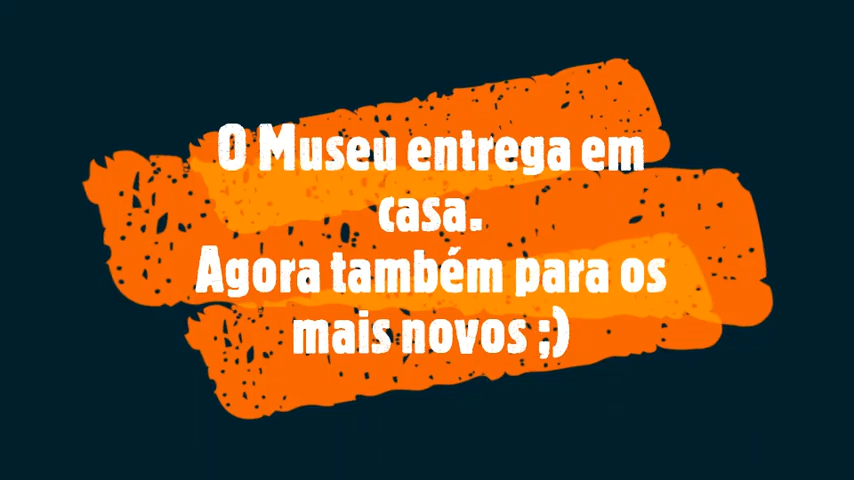 O Museu entrega em
casa.
Agora também para os
mais novos ;)